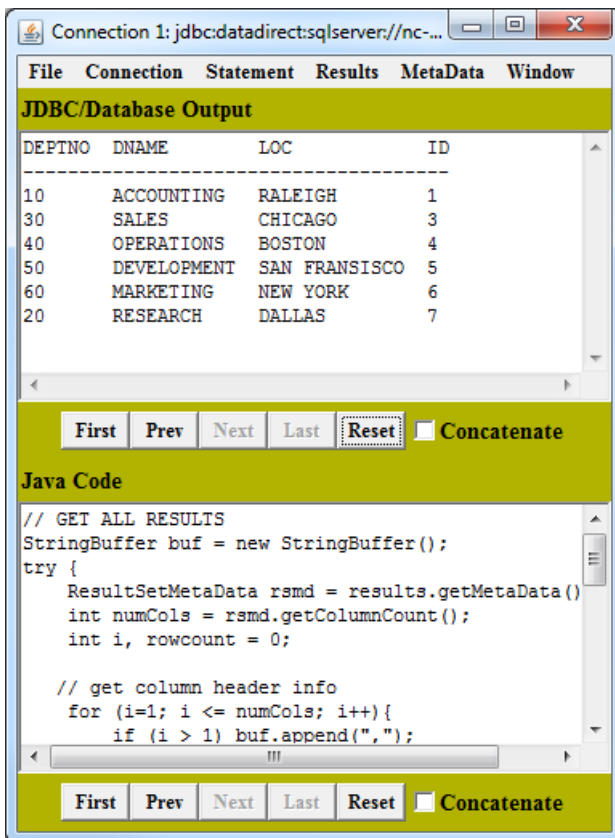 Connection 1: jdbc:datadirect:sqlserver://nc-...
File Connection Statement Results MetaData Window
JDBC/Database Output
DEPTNO DNAME LOC ID
---------------------------------------
10 ACCOUNTING RALEIGH 1
30 SALES CHICAGO 3
40 OPERATIONS BOSTON 4
50 DEVELOPMENT SAN FRANSISCO 5
60 MARKETING NEW YORK 6
20 RESEARCH DALLAS 7
First Prev Next Last Reset Concatenate
Java Code
// GET ALL RESULTS
StringBuffer buf = new StringBuffer();
try {
ResultSetMetaData rsmd = results.getMetaData()
int numCols = rsmd.getColumnCount();
int i, rowcount = 0;
// get column header info
for (i=1; i <= numCols; i++){
if (i > 1) buf.append(",");
First Prev Next Last Reset Concatenate